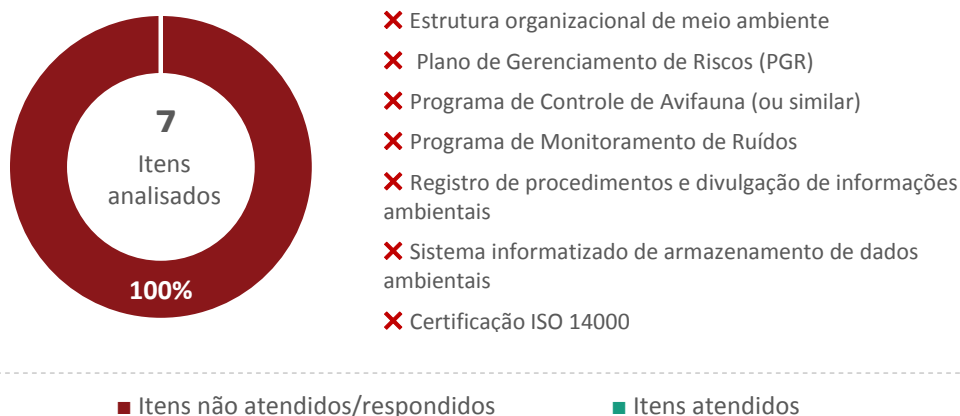 7
Itens
analisados
100%
Estrutura organizacional de meio ambiente
Plano de Gerenciamento de Riscos (PGR)
Programa de Controle de Avifauna (ou similar)
Programa de Monitoramento de Ruídos
Registro de procedimentos e divulgação de informações
ambientais
Sistema informatizado de armazenamento de dados
ambientais
Certificação ISO 14000
Itens não atendidos/respondidos
Itens atendidos